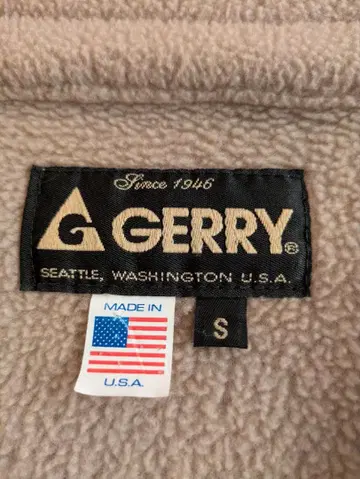 Since 1946
G GERRY®
SEATTLE, WASHINGTON U.S.A.
MADE IN
U.S.A.
S